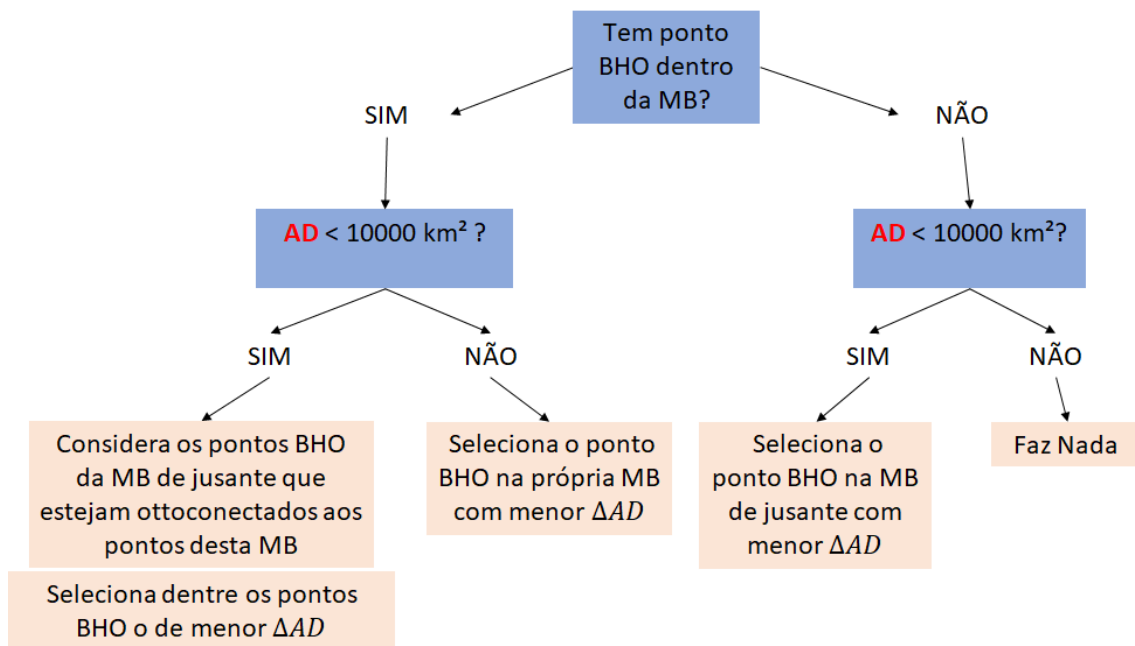 Tem ponto
BHO dentro
da MB?
SIM
NÃO
AD < 10000 km² ?
AD < 10000 km²?
SIM
NÃO
SIM
NÃO
Considera os pontos BHO
da MB de jusante que
estejam ottoconectados aos
pontos desta MB
Seleciona dentre os pontos
BHO o de menor ΔAD
Seleciona o ponto
BHO na própria MB
com menor ΔAD
Seleciona o
ponto BHO na MB
de jusante com
menor ΔAD
Faz Nada